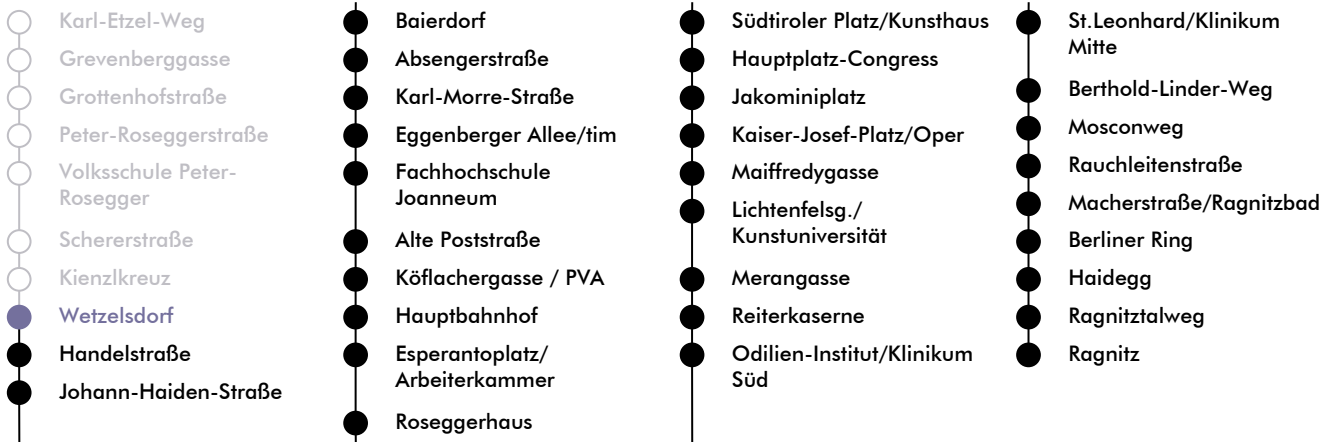 Karl-Etzel-Weg
Grevenberggasse
Grottenhofstraße
Peter-Roseggerstraße
Volksschule Peter-
Rosegger
Schererstraße
Kienzlkreuz
Wetzelsdorf
Handelstraße
Johann-Haiden-Straße
Baierdorf
Absengerstraße
Karl-Morre-Straße
Eggenberger Allee/tim
Fachhochschule
Joanneum
Alte Poststraße
Köflachergasse / PVA
Hauptbahnhof
Esperantoplatz/
Arbeiterkammer
Roseggerhaus
Südtiroler Platz/Kunsthaus
Hauptplatz-Congress
Jakominiplatz
Kaiser-Josef-Platz/Oper
Maiffredygasse
Lichtenfelsg./
Kunstuniversität
Merangasse
Reiterkaserne
Odilien-Institut/Klinikum
Süd
St.Leonhard/Klinikum
Mitte
Berthold-Linder-Weg
Mosconweg
Rauchleitenstraße
Macherstraße/Ragnitzbad
Berliner Ring
Haidegg
Ragnitztalweg
Ragnitz